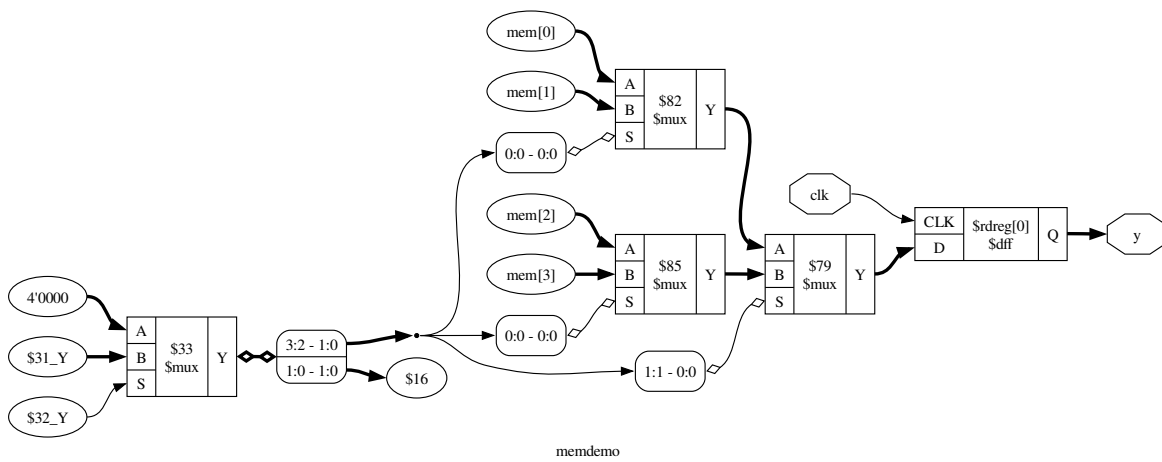 mem[0]
mem[1]
A
B
S
$82
$mux
Y
0:0 - 0:0
mem[2]
mem[3]
A
B
S
$85
$mux
Y
0:0 - 0:0
clk
A
B
S
$79
$mux
Y
CLK
D
$rdreg[0]
$dff
Q
y
4'0000
$31_Y
$32_Y
A
B
S
$33
$mux
Y
3:2 - 1:0
1:0 - 1:0
$16
1:1 - 0:0
memdemo